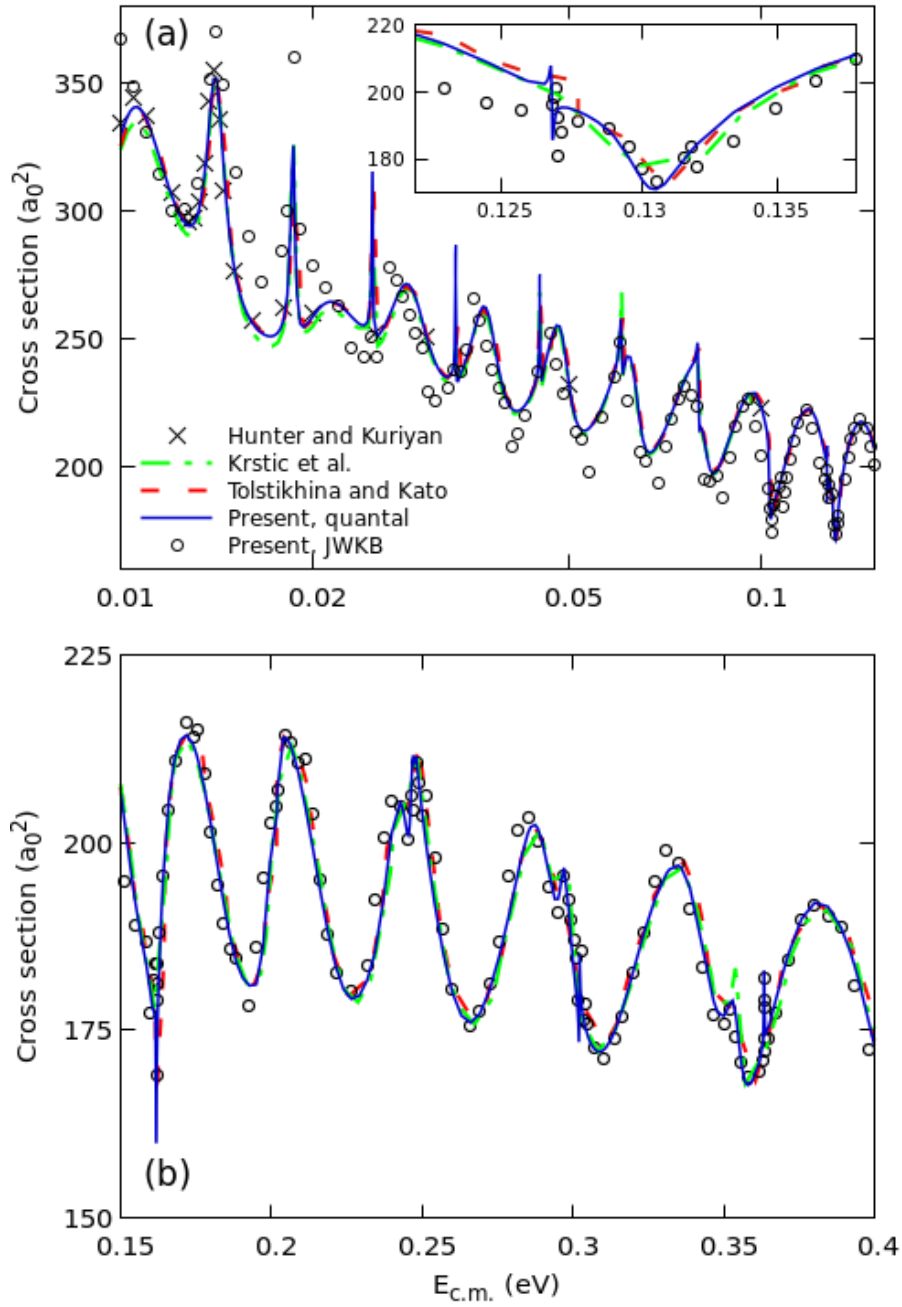 (a)
220
200
180
0.125
0.13
0.135
350
300
250
200
Cross section (a₀²)
Hunter and Kuriyan
Krstic et al.
Tolstikhina and Kato
Present, quantal
Present, JWKB
0.01
0.02
0.05
0.1
225
200
175
150
Cross section (a₀²)
(b)
0.15
0.2
0.25
0.3
0.35
0.4
E_c.m. (eV)